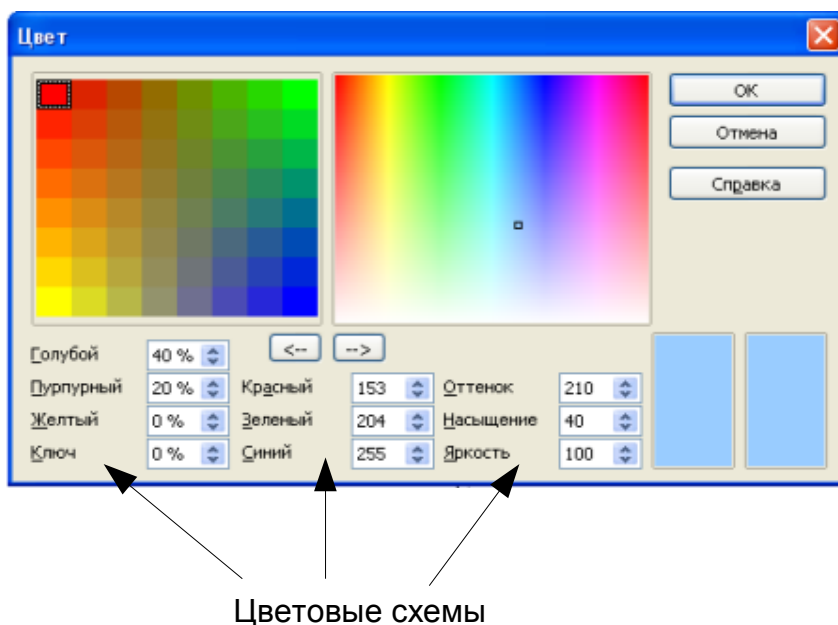 Цвет
ОК
Отмена
Справка
<-- -->
Голубой 40 %
Пурпурный 20 % Красный 153 Оттенок 210
Желтый 0 % Зеленый 204 Насыщение 40
Ключ 0 % Синий 255 Яркость 100
Цветовые схемы